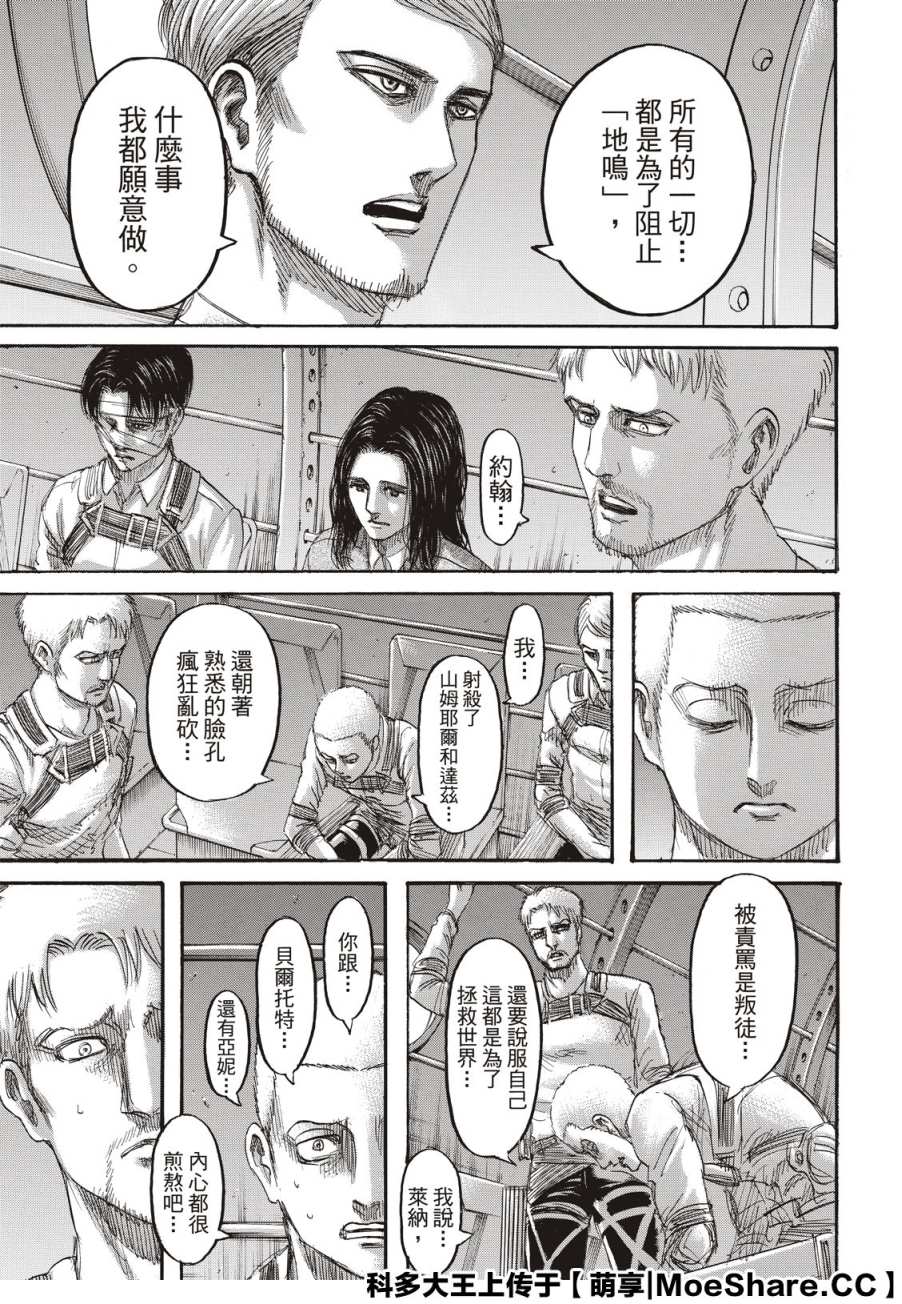 所有的一切…
都是為了阻止
「地鳴」，
什麼事
我都願意做。
約翰…
我…
射殺了
山姆耶爾和達茲…
還朝著
熟悉的臉孔
瘋狂亂砍…
被責罵是叛徒…
還要說服自己
這都是為了
拯救世界…
我說…
萊納，
你跟…
貝爾托特…
還有亞妮…
內心都很
煎熬吧…
科多大王上传于【萌享|MoeShare.CC】